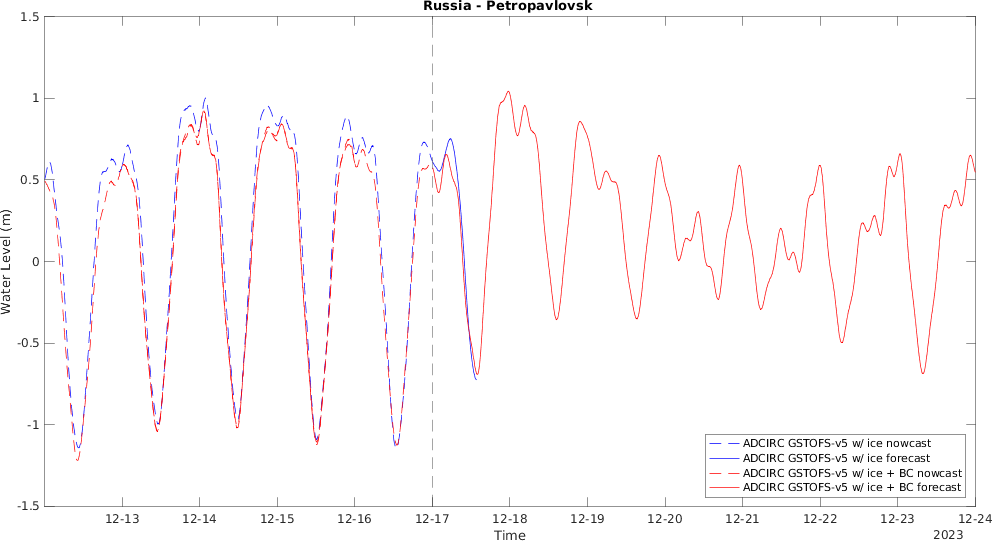 Russia - Petropavlovsk
1.5
1
0.5
0
-0.5
-1
-1.5
Water Level (m)
12-13 12-14 12-15 12-16 12-17 12-18 12-19 12-20 12-21 12-22 12-23 12-24
Time
2023
ADCIRC GSTOFS-v5 w/ ice nowcast
ADCIRC GSTOFS-v5 w/ ice forecast
ADCIRC GSTOFS-v5 w/ ice + BC nowcast
ADCIRC GSTOFS-v5 w/ ice + BC forecast